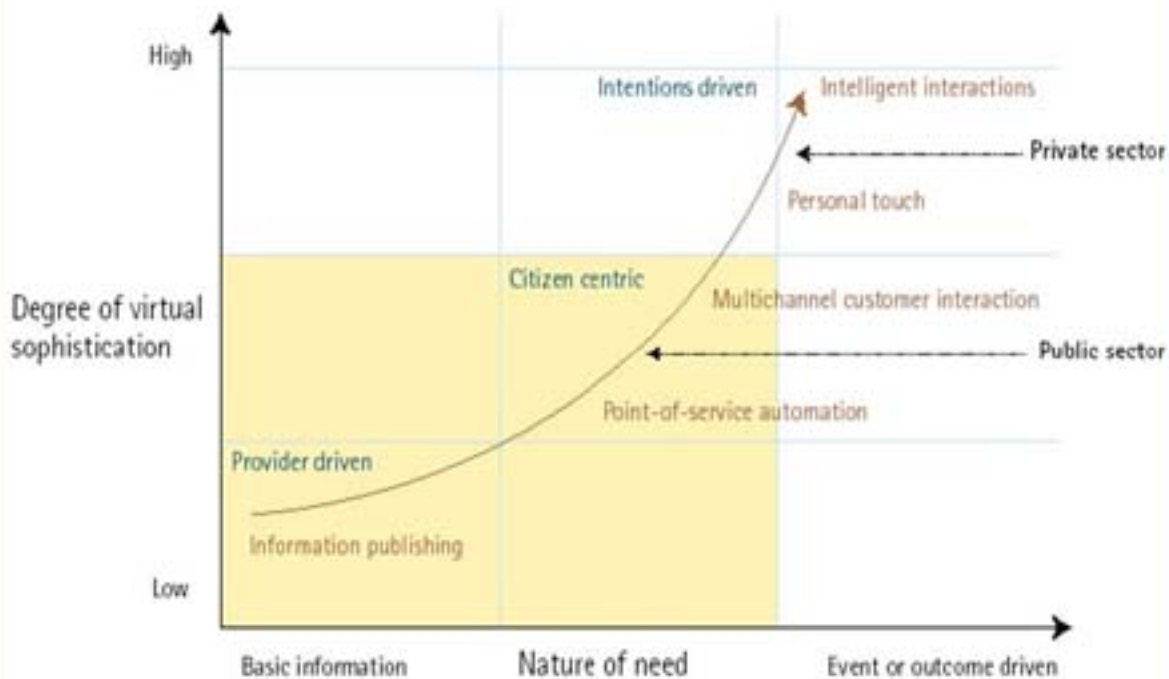 High
Intentions driven
Intelligent interactions
Private sector
Personal touch
Citizen centric
Multichannel customer interaction
Degree of virtual
sophistication
Public sector
Point-of-service automation
Provider driven
Information publishing
Low
Basic information
Nature of need
Event or outcome driven